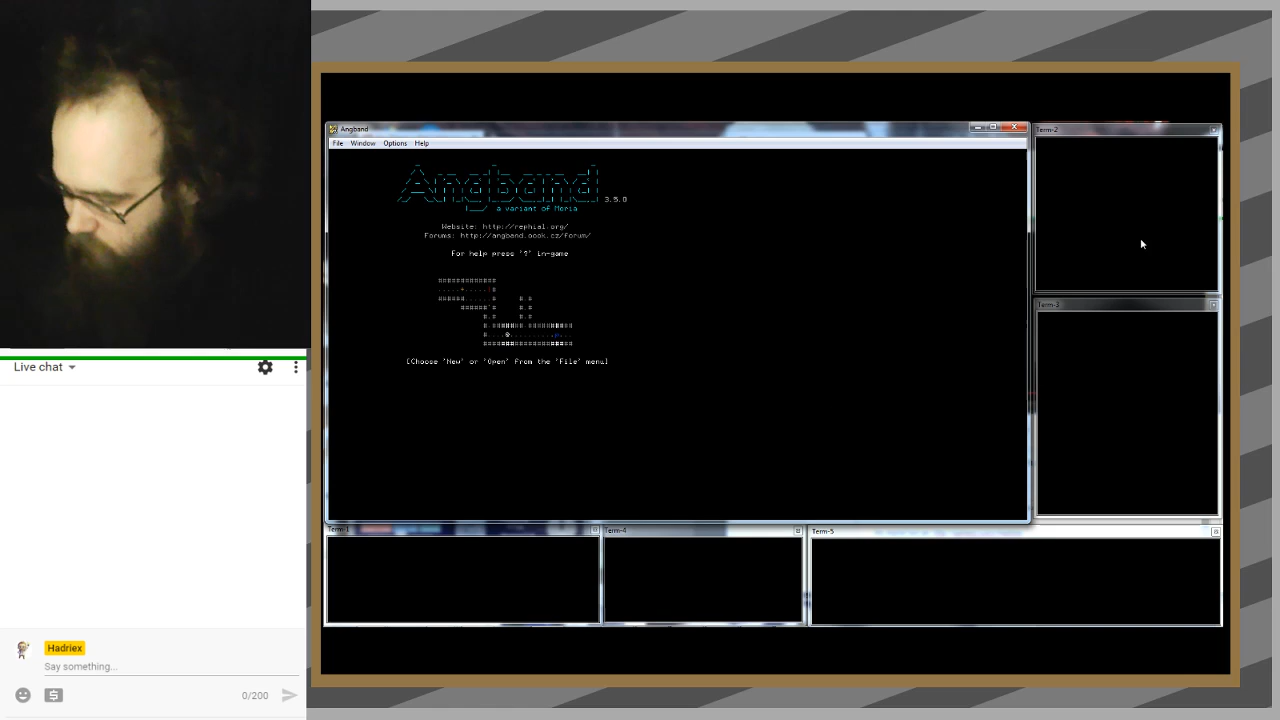 Angband
File Window Options Help
Angband 3.5.0
a variant of Moria
Website: http://rephial.org/
Forums: http://angband.oook.cz/forum/
For help press '?' in-game
[Choose 'New' or 'Open' from the 'File' menu]
Term-2
Term-3
Term-1
Term-4
Term-5
Live chat
Hadriex
Say something...
0/200